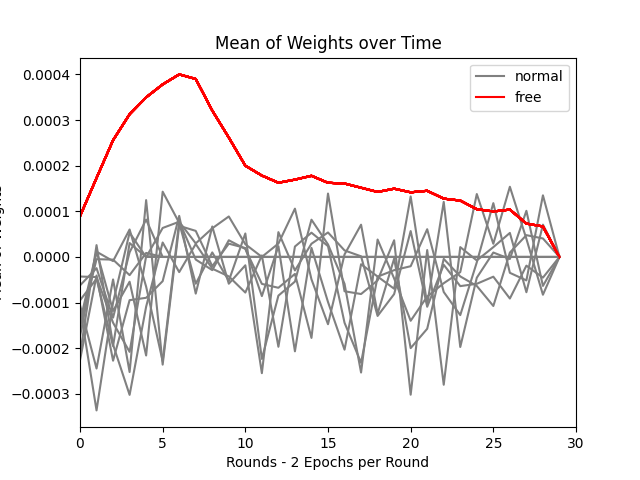 Mean of Weights over Time
0.0004
0.0003
0.0002
0.0001
0.0000
−0.0001
−0.0002
−0.0003
0 5 10 15 20 25 30
Rounds - 2 Epochs per Round
normal
free